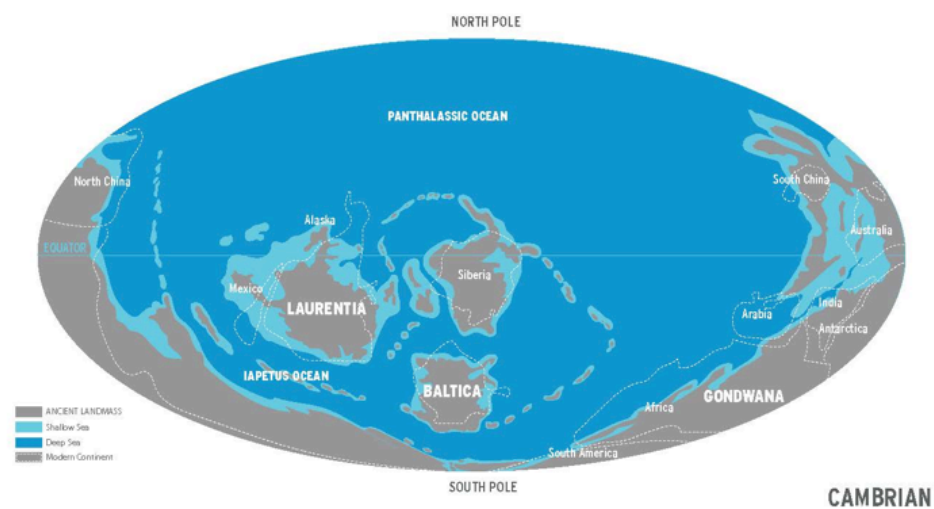 NORTH POLE
PANTHALASSIC OCEAN
North China
South China
Alaska
Australia
EQUATOR
Siberia
Mexico
LAURENTIA
India
Arabia
Antarctica
IAPETUS OCEAN
BALTICA
GONDWANA
Africa
ANCIENT LANDMASS
Shallow Sea
Deep Sea
Modern Continent
South America
SOUTH POLE
CAMBRIAN